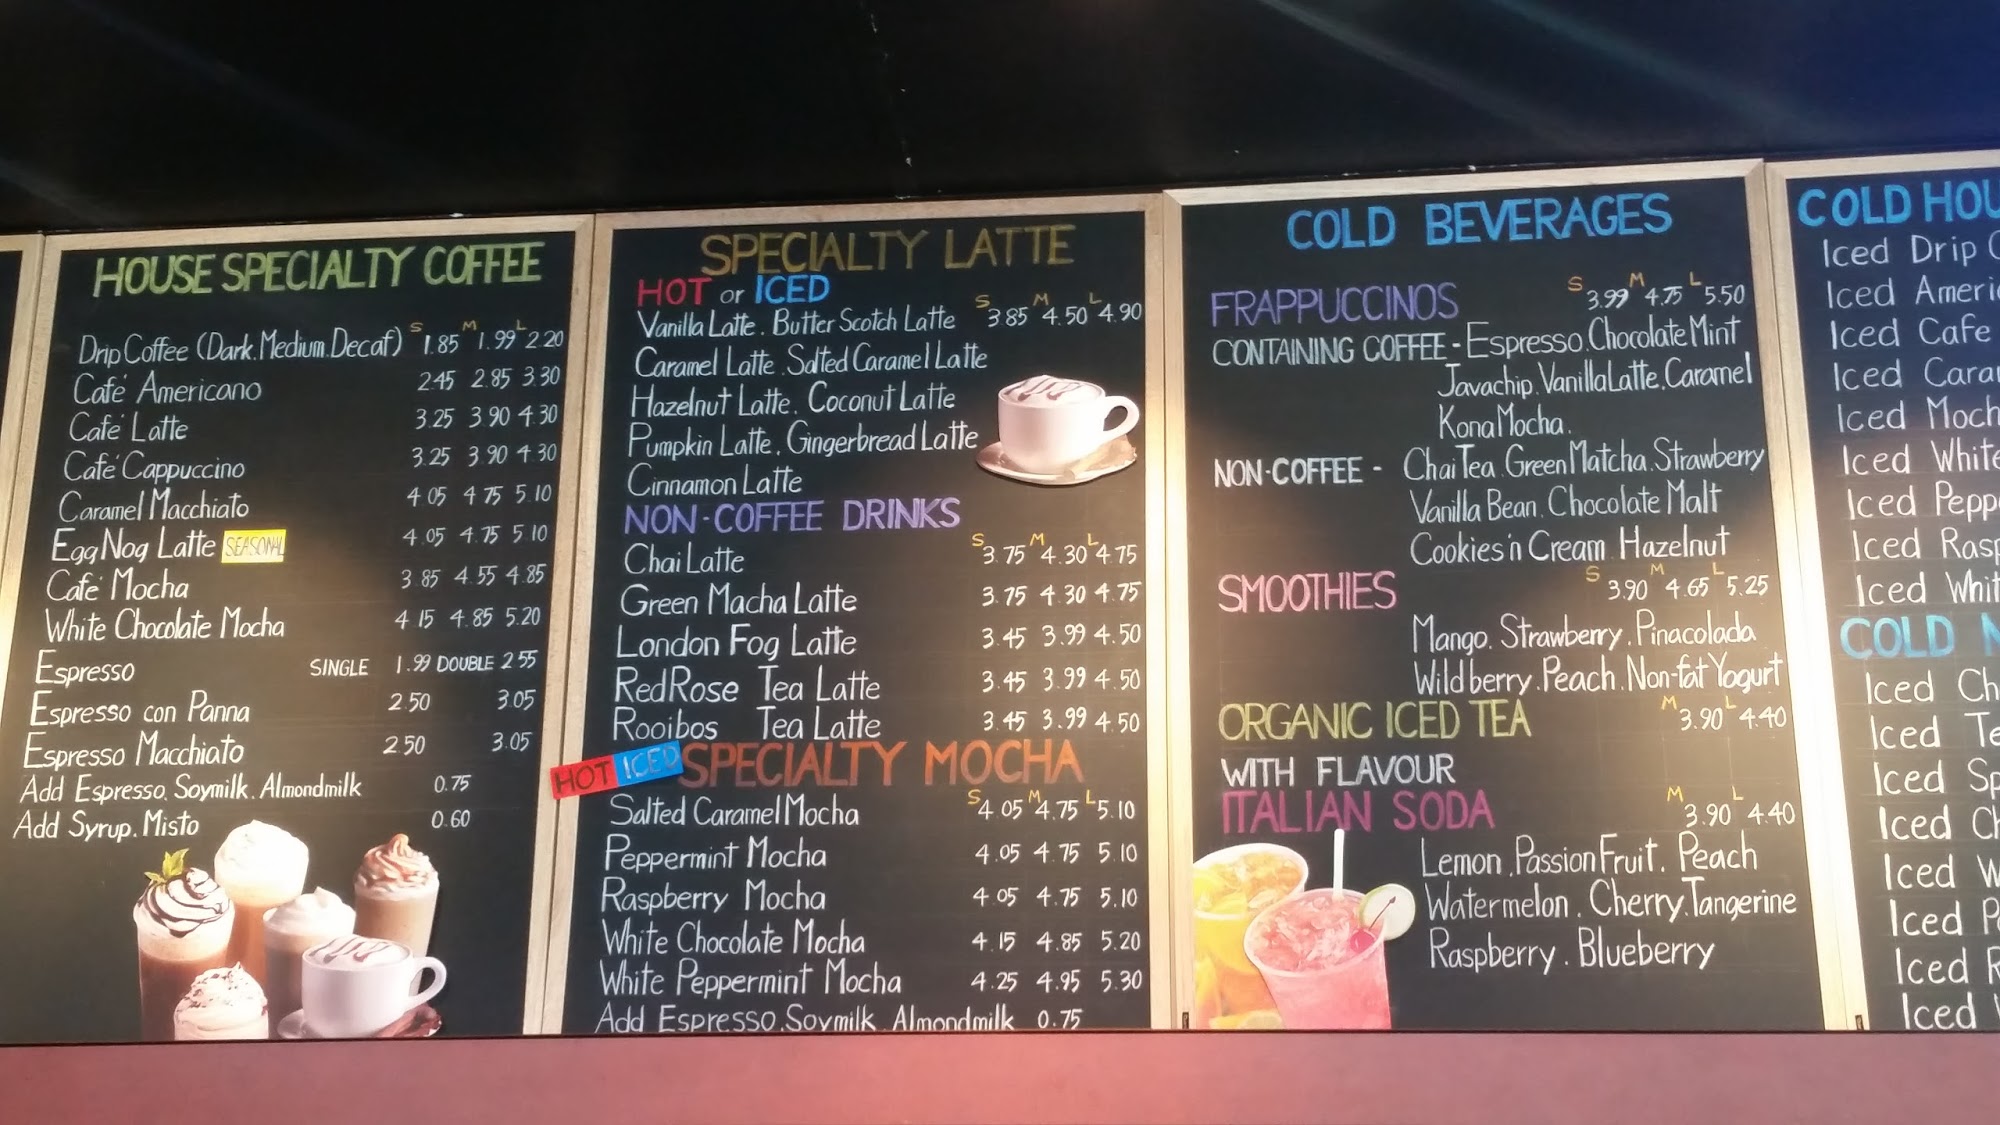 HOUSE SPECIALTY COFFEE
S M L
Drip Coffee (Dark.Medium.Decaf) 1.85 1.99 2.20
Café Americano 2.45 2.85 3.30
Café Latte 3.25 3.90 4.30
Café Cappuccino 3.25 3.90 4.30
Caramel Macchiato 4.05 4.75 5.10
Egg Nog Latte SEASONAL 4.05 4.75 5.10
Café Mocha 3.85 4.55 4.85
White Chocolate Mocha 4.15 4.85 5.20
Espresso SINGLE 1.99 DOUBLE 2.55
Espresso con Panna 2.50 3.05
Espresso Macchiato 2.50 3.05
Add Espresso. Soymilk. Almondmilk 0.75
Add Syrup. Misto 0.60
SPECIALTY LATTE
HOT or ICED
S M L
Vanilla Latte. Butter Scotch Latte 3.85 4.50 4.90
Caramel Latte. Salted Caramel Latte
Hazelnut Latte. Coconut Latte
Pumpkin Latte. Gingerbread Latte
Cinnamon Latte
NON-COFFEE DRINKS
S M L
Chai Latte 3.75 4.30 4.75
Green Macha Latte 3.75 4.30 4.75
London Fog Latte 3.45 3.99 4.50
Red Rose Tea Latte 3.45 3.99 4.50
Rooibos Tea Latte 3.45 3.99 4.50
HOT ICED SPECIALTY MOCHA
S M L
Salted Caramel Mocha 4.05 4.75 5.10
Peppermint Mocha 4.05 4.75 5.10
Raspberry Mocha 4.05 4.75 5.10
White Chocolate Mocha 4.15 4.85 5.20
White Peppermint Mocha 4.25 4.95 5.30
Add Espresso. Soymilk. Almondmilk 0.75
COLD BEVERAGES
S M L
FRAPPUCCINOS 3.99 4.75 5.50
CONTAINING COFFEE - Espresso. Chocolate Mint
Javachip. Vanilla Latte. Caramel
Kona Mocha.
NON-COFFEE - Chai Tea. Green Matcha. Strawberry
Vanilla Bean. Chocolate Malt
Cookies'n Cream. Hazelnut
S M L
SMOOTHIES 3.90 4.65 5.25
Mango. Strawberry. Pinacolada
Wildberry. Peach. Non-fat Yogurt
M L
ORGANIC ICED TEA 3.90 4.40
WITH FLAVOUR
M L
ITALIAN SODA 3.90 4.40
Lemon. Passion Fruit. Peach
Watermelon. Cherry. Tangerine
Raspberry. Blueberry
COLD HOU
Iced Drip C
Iced Ameri
Iced Cafe
Iced Cara
Iced Moch
Iced White
Iced Pepp
Iced Rasp
Iced Whit
COLD N
Iced Ch
Iced Te
Iced Sp
Iced Ch
Iced W
Iced Pe
Iced R
Iced